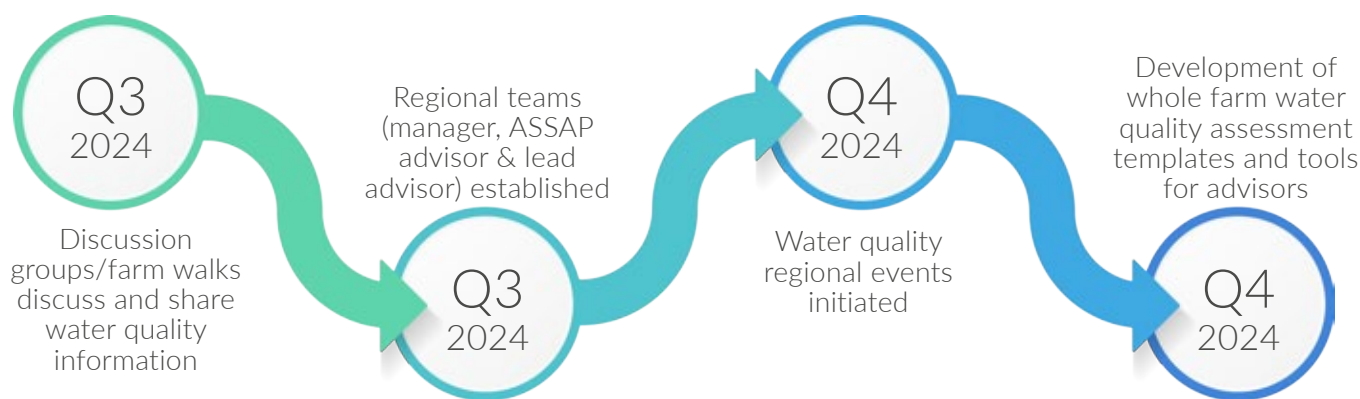 Q3
2024
Discussion
groups/farm walks
discuss and share
water quality
information
Regional teams
(manager, ASSAP
advisor & lead
advisor) established
Q3
2024
Q4
2024
Water quality
regional events
initiated
Development of
whole farm water
quality assessment
templates and tools
for advisors
Q4
2024